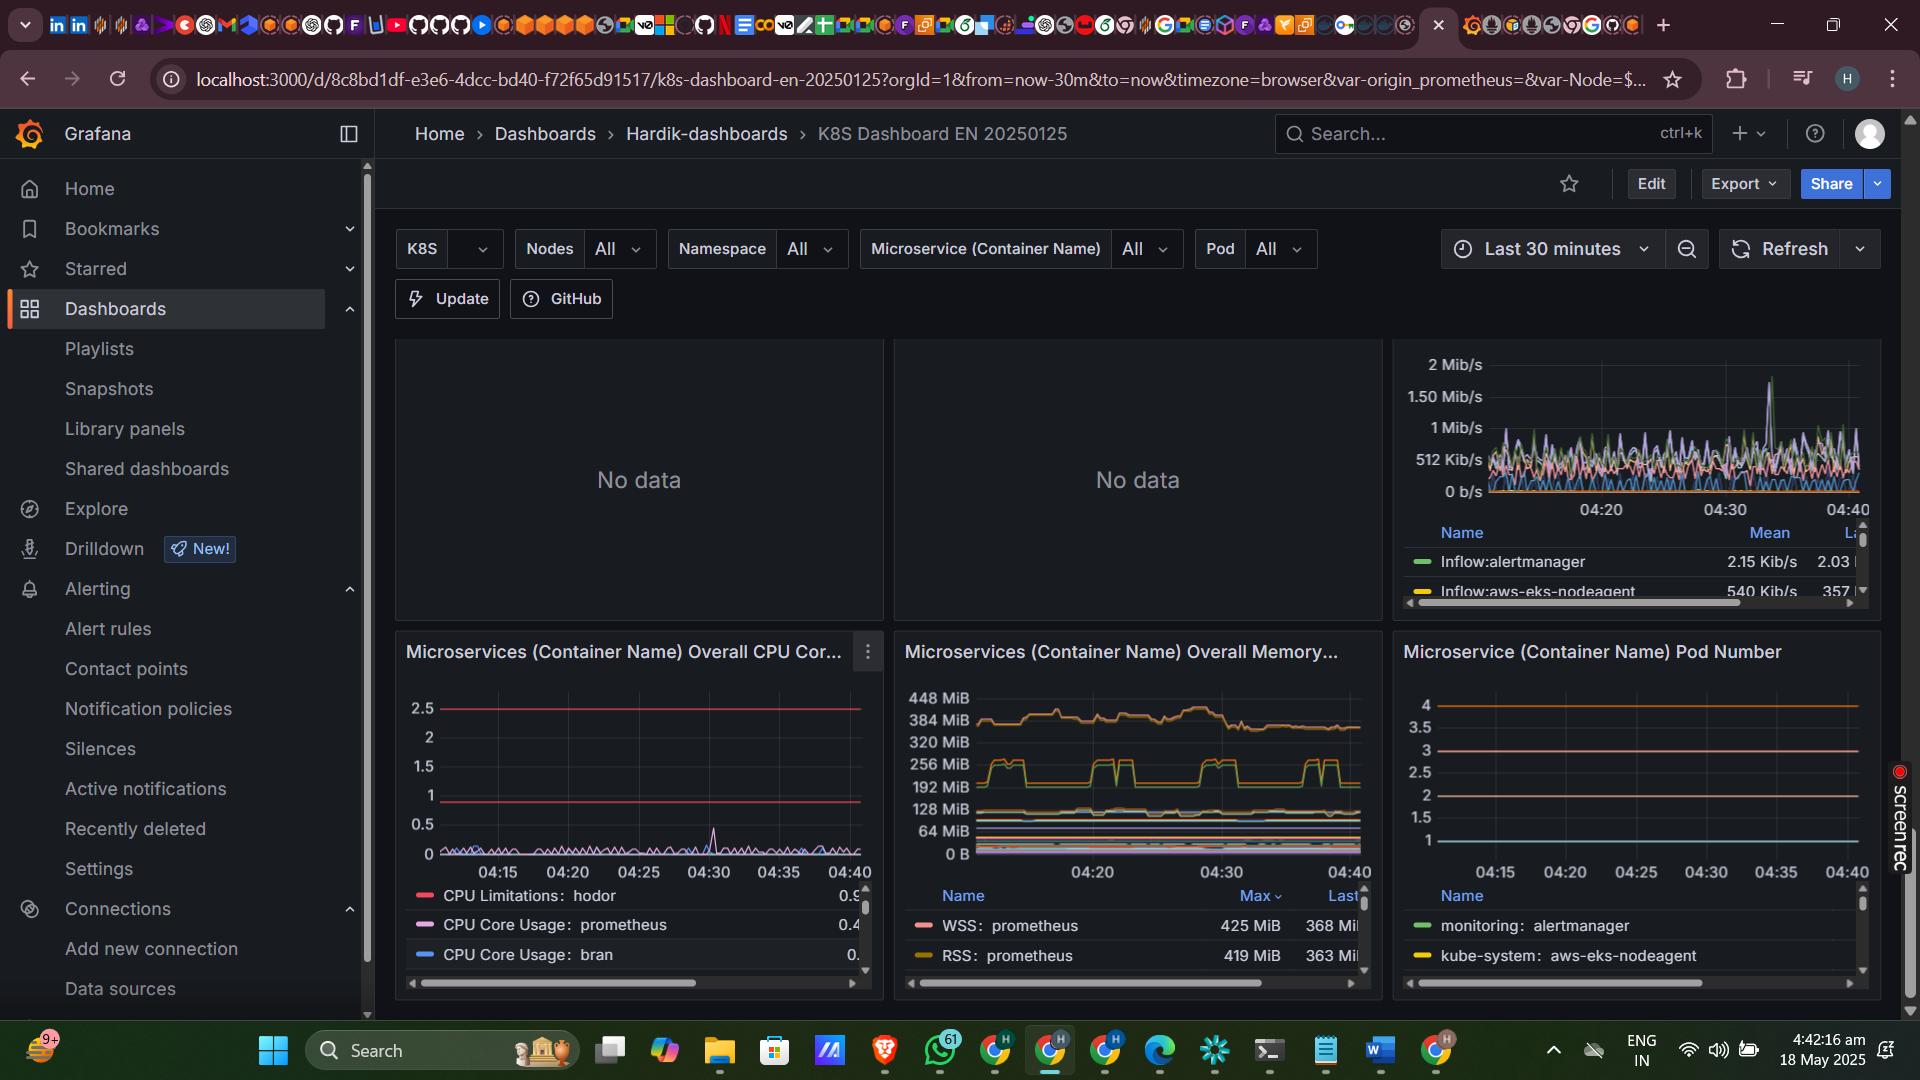 localhost:3000/d/8c8bd1df-e3e6-4dcc-bd40-f72f65d91517/k8s-dashboard-en-20250125?orgId=1&from=now-30m&to=now&timezone=browser&var-origin_prometheus=&var-Node=$...
H
Grafana
Home › Dashboards › Hardik-dashboards › K8S Dashboard EN 20250125
Search...
ctrl+k
Edit
Export
Share
Home
Bookmarks
Starred
Dashboards
Playlists
Snapshots
Library panels
Shared dashboards
Explore
Drilldown New!
Alerting
Alert rules
Contact points
Notification policies
Silences
Active notifications
Recently deleted
Settings
Connections
Add new connection
Data sources
K8S
Nodes All
Namespace All
Microservice (Container Name) All
Pod All
Last 30 minutes
Refresh
Update
GitHub
No data
No data
2 Mib/s
1.50 Mib/s
1 Mib/s
512 Kib/s
0 b/s
04:20 04:30 04:40
Name Mean
Inflow:alertmanager 2.15 Kib/s 2.03
Inflow:aws-eks-nodeagent 540 Kib/s 357
Microservices (Container Name) Overall CPU Cor...
2.5
2
1.5
1
0.5
0
04:15 04:20 04:25 04:30 04:35 04:40
CPU Limitations: hodor 0.9
CPU Core Usage: prometheus 0.4
CPU Core Usage: bran 0.
Microservices (Container Name) Overall Memory...
448 MiB
384 MiB
320 MiB
256 MiB
192 MiB
128 MiB
64 MiB
0 B
04:20 04:30 04:40
Name Max Last
WSS: prometheus 425 MiB 368 Mi
RSS: prometheus 419 MiB 363 Mi
Microservice (Container Name) Pod Number
4
3.5
3
2.5
2
1.5
1
04:15 04:20 04:25 04:30 04:35 04:40
Name
monitoring: alertmanager
kube-system: aws-eks-nodeagent
screenrec
9+
Search
61
ENG
IN
4:42:16 am
18 May 2025